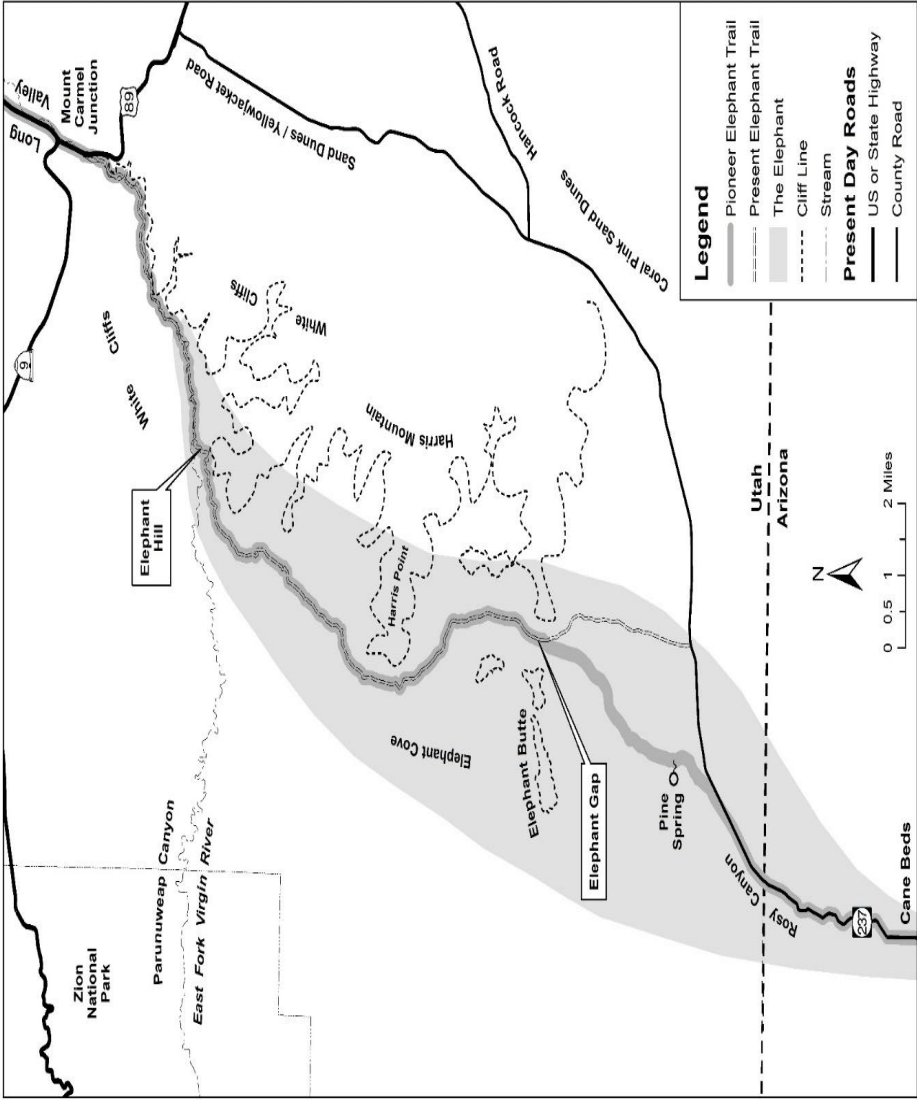 Zion
National
Park
9
Long
Valley
Mount
Carmel
Junction
89
Parunuweap Canyon
East Fork Virgin River
Elephant
Hill
White
Cliffs
White
Cliffs
Sand Dunes / Yellowjacket Road
Hancock Road
Coral Pink Sand Dunes
Harris Mountain
Harris Point
Elephant Cove
Elephant Butte
Elephant Gap
Pine
Spring
Rosy Canyon
237
Cane Beds
Utah
Arizona
N
0 0.5 1 2 Miles
Legend
Pioneer Elephant Trail
Present Elephant Trail
The Elephant
Cliff Line
Stream
Present Day Roads
US or State Highway
County Road